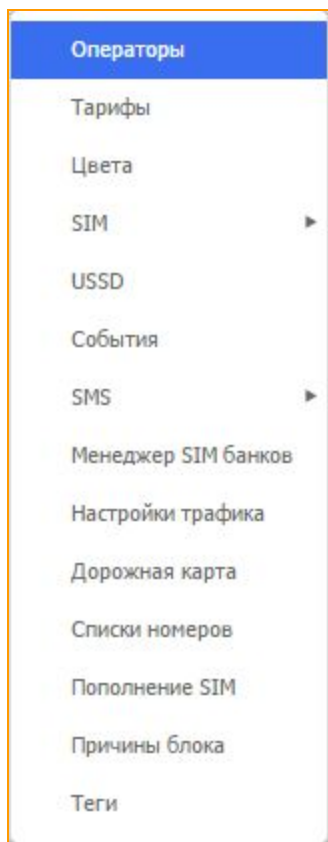 Операторы
Тарифы
Цвета
SIM
USSD
События
SMS
Менеджер SIM банков
Настройки трафика
Дорожная карта
Списки номеров
Пополнение SIM
Причины блока
Теги